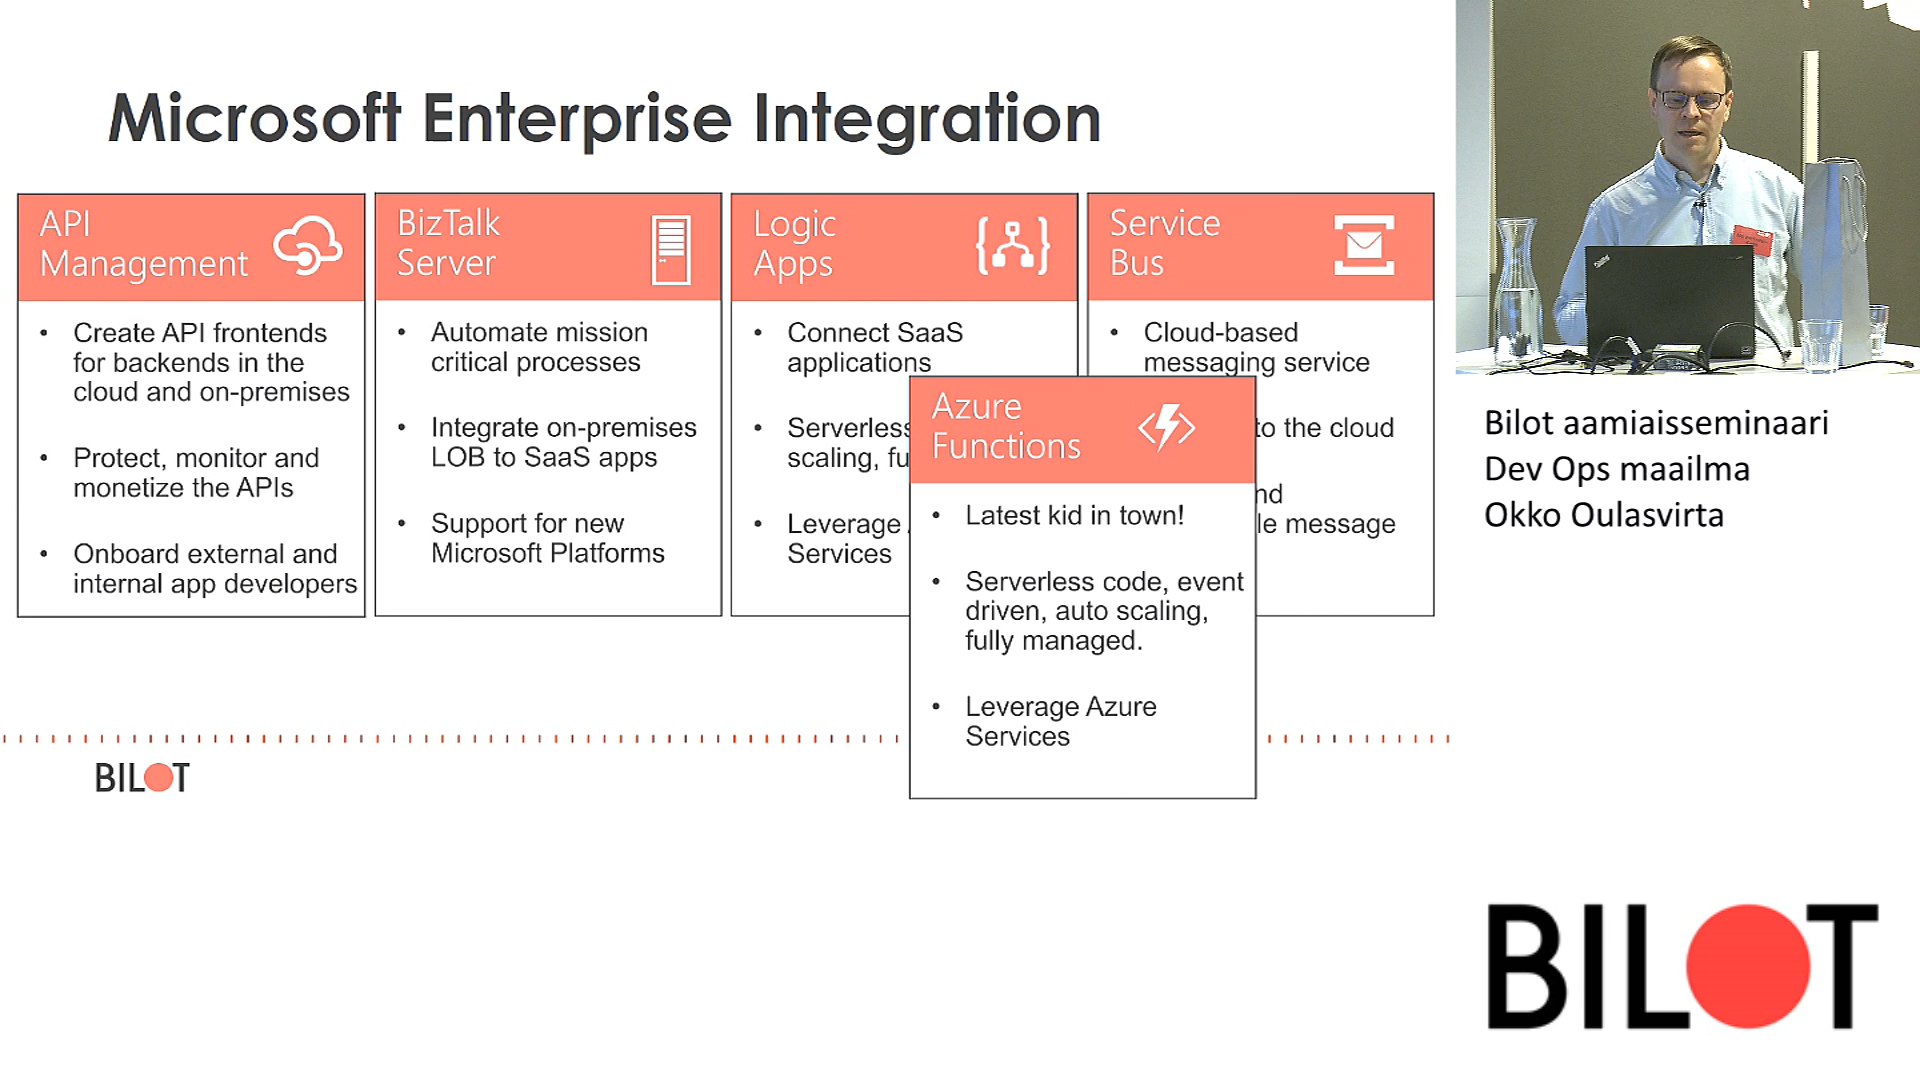 Microsoft Enterprise Integration
API
Management
Create API frontends
for backends in the
cloud and on-premises
Protect, monitor and
monetize the APIs
Onboard external and
internal app developers
BizTalk
Server
Automate mission
critical processes
Integrate on-premises
LOB to SaaS apps
Support for new
Microsoft Platforms
Logic
Apps
Connect SaaS
applications
Serverless
scaling,
Leverage
Services
Service
Bus
Cloud-based
messaging service
to the cloud
message
Azure
Functions
Latest kid in town!
Serverless code, event
driven, auto scaling,
fully managed.
Leverage Azure
Services
BILOT
Bilot aamiaisseminaari
Dev Ops maailma
Okko Oulasvirta
BILOT